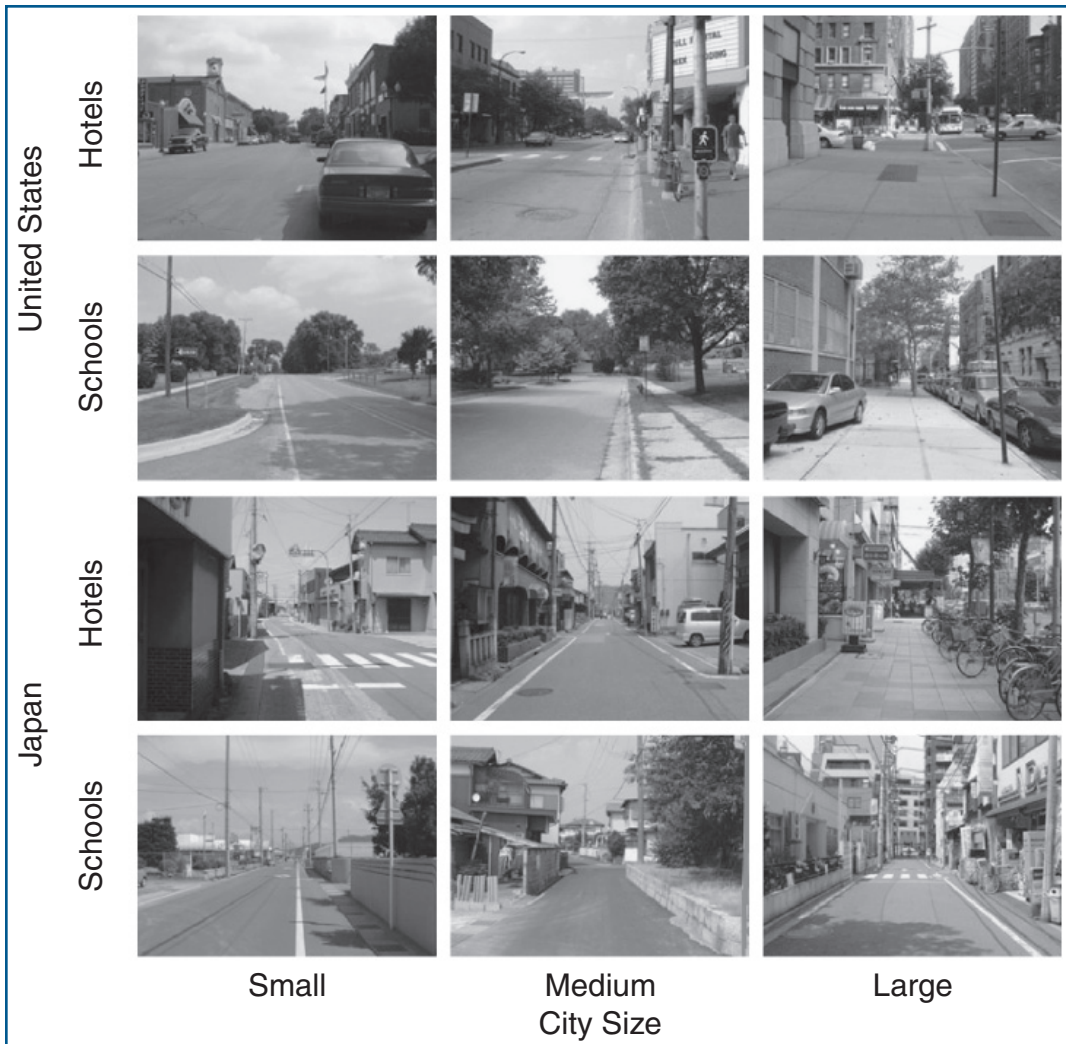 United States
Hotels
Schools
Japan
Hotels
Schools
Small
Medium
Large
City Size